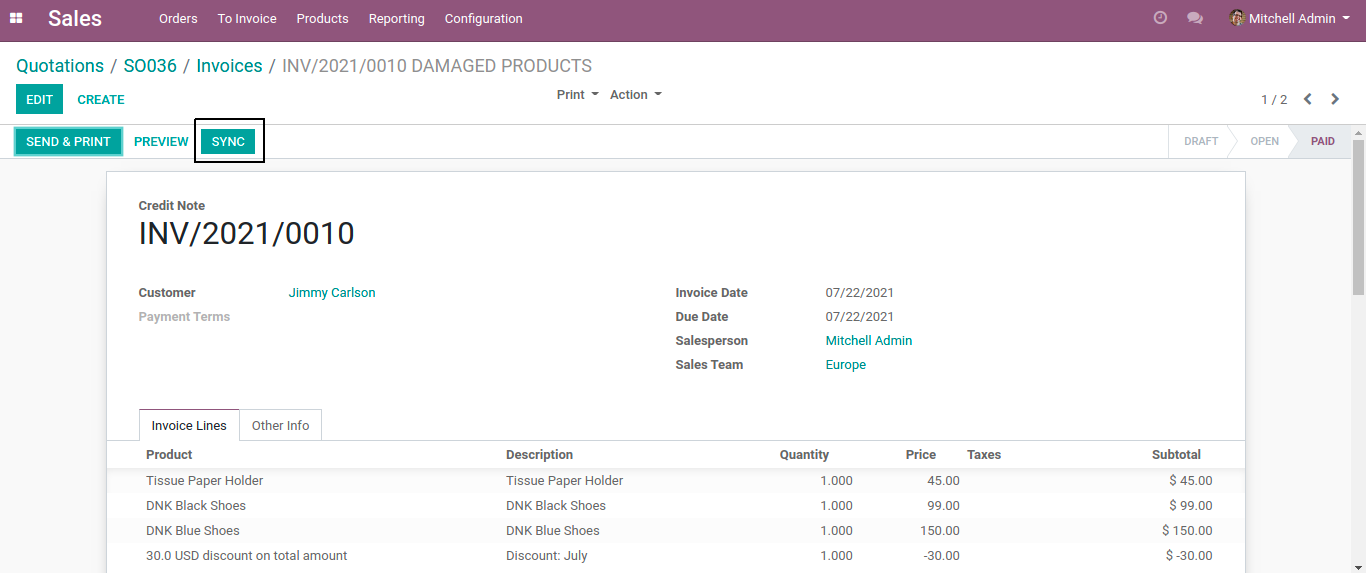 Sales Orders To Invoice Products Reporting Configuration Mitchell Admin
Quotations / SO036 / Invoices / INV/2021/0010 DAMAGED PRODUCTS
EDIT CREATE Print Action 1 / 2
SEND & PRINT PREVIEW SYNC DRAFT OPEN PAID
Credit Note
INV/2021/0010
Customer Jimmy Carlson Invoice Date 07/22/2021
Payment Terms Due Date 07/22/2021
Salesperson Mitchell Admin
Sales Team Europe
Invoice Lines Other Info
Product Description Quantity Price Taxes Subtotal
Tissue Paper Holder Tissue Paper Holder 1.000 45.00 $ 45.00
DNK Black Shoes DNK Black Shoes 1.000 99.00 $ 99.00
DNK Blue Shoes DNK Blue Shoes 1.000 150.00 $ 150.00
30.0 USD discount on total amount Discount: July 1.000 -30.00 $ -30.00